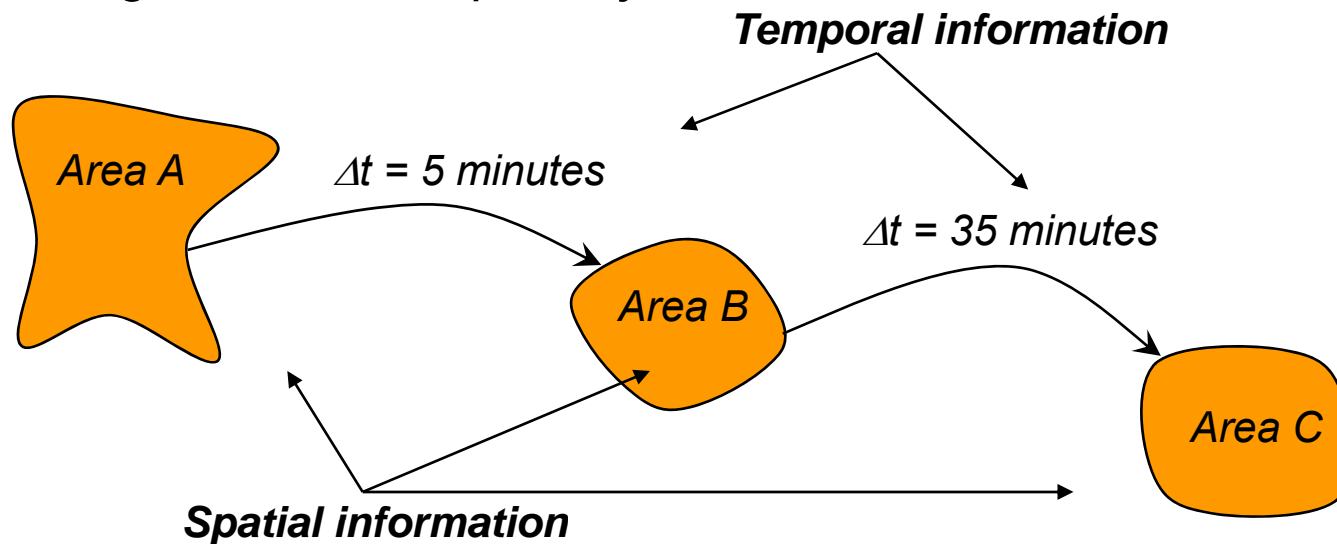 Temporal information
Area A
Δt = 5 minutes
Δt = 35 minutes
Area B
Area C
Spatial information